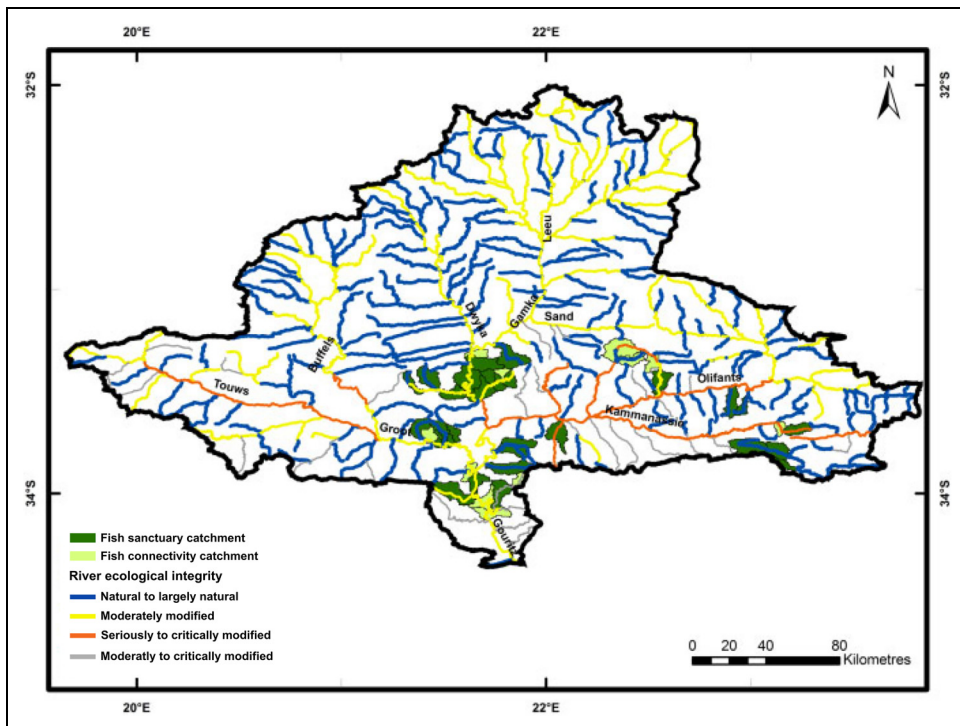 20°E
22°E
32°S
32°S
N
Leeu
Dwyka
Gamka
Sand
Buffels
Touws
Olifants
Kammanassie
Groot
34°S
34°S
Gouritz
Fish sanctuary catchment
Fish connectivity catchment
River ecological integrity
Natural to largely natural
Moderately modified
Seriously to critically modified
Moderatly to critically modified
0 20 40 80
Kilometres
20°E
22°E